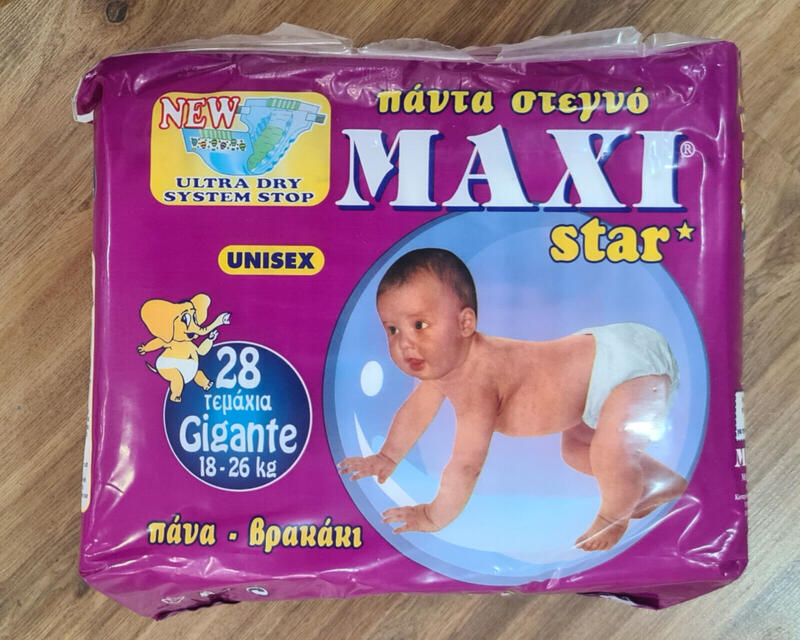 πάντα στεγνό
NEW
ULTRA DRY
SYSTEM STOP
MAXI®
star
UNISEX
28
τεμάχια
Gigante
18 - 26 kg
πάνα - βρακάκι